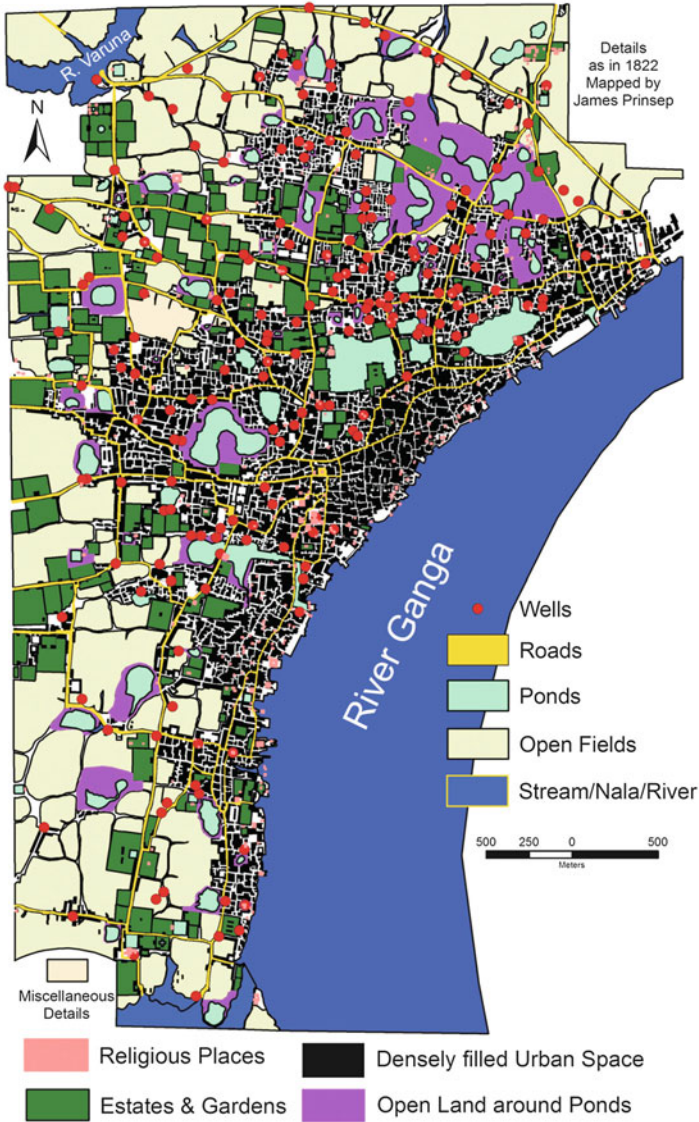 R. Varuna
Details
as in 1822
Mapped by
James Prinsep
N
River Ganga
Wells
Roads
Ponds
Open Fields
Stream/Nala/River
500 250 0 500
Meters
Miscellaneous
Details
Religious Places
Densely filled Urban Space
Estates & Gardens
Open Land around Ponds